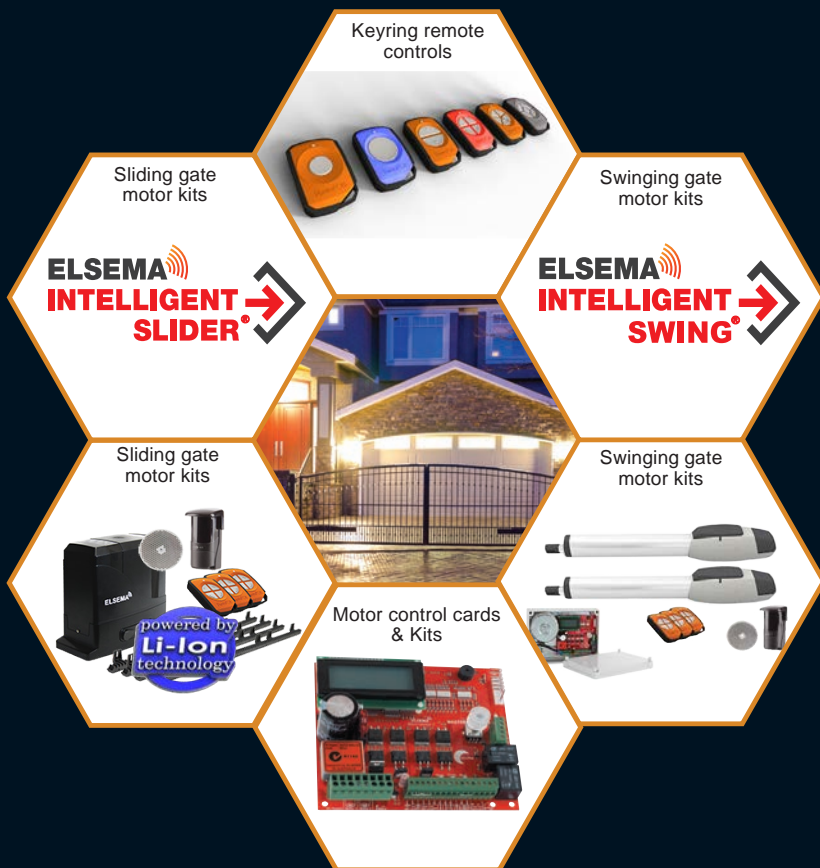 Keyring remote
controls
Sliding gate
motor kits
ELSEMA
INTELLIGENT
SLIDER®
Swinging gate
motor kits
ELSEMA
INTELLIGENT
SWING®
Sliding gate
motor kits
ELSEMA
powered by
Li-Ion
technology
Swinging gate
motor kits
Motor control cards
& Kits